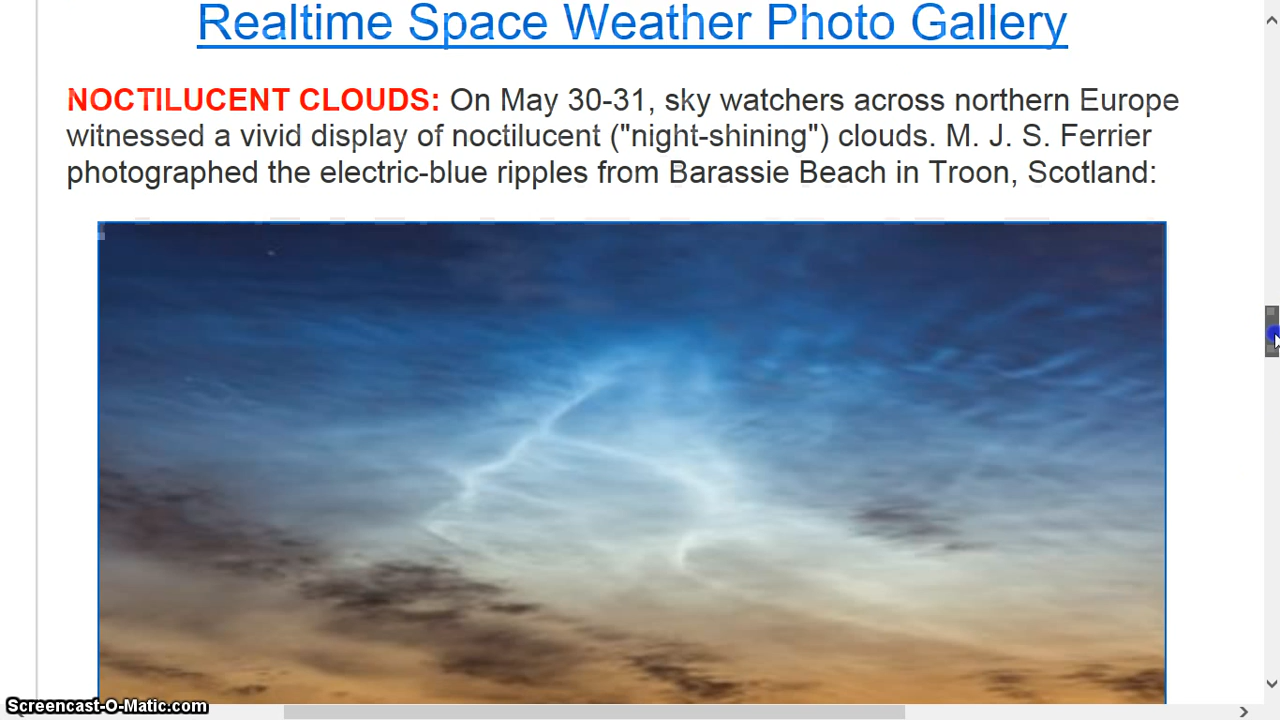 Realtime Space Weather Photo Gallery
NOCTILUCENT CLOUDS: On May 30-31, sky watchers across northern Europe
witnessed a vivid display of noctilucent ("night-shining") clouds. M. J. S. Ferrier
photographed the electric-blue ripples from Barassie Beach in Troon, Scotland:
Screencast-O-Matic.com